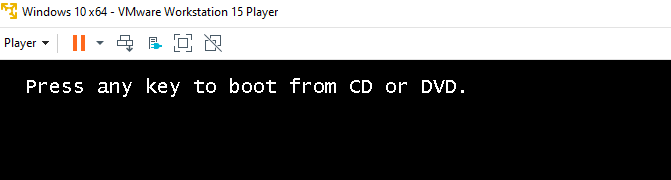 Windows 10 x64 - VMware Workstation 15 Player
Player
Press any key to boot from CD or DVD.